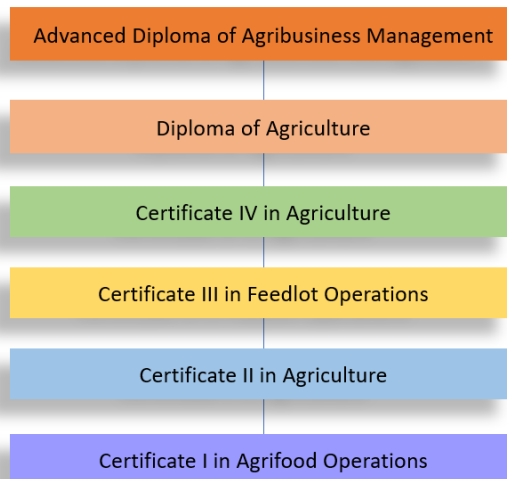 Advanced Diploma of Agribusiness Management
Diploma of Agriculture
Certificate IV in Agriculture
Certificate III in Feedlot Operations
Certificate II in Agriculture
Certificate I in Agrifood Operations